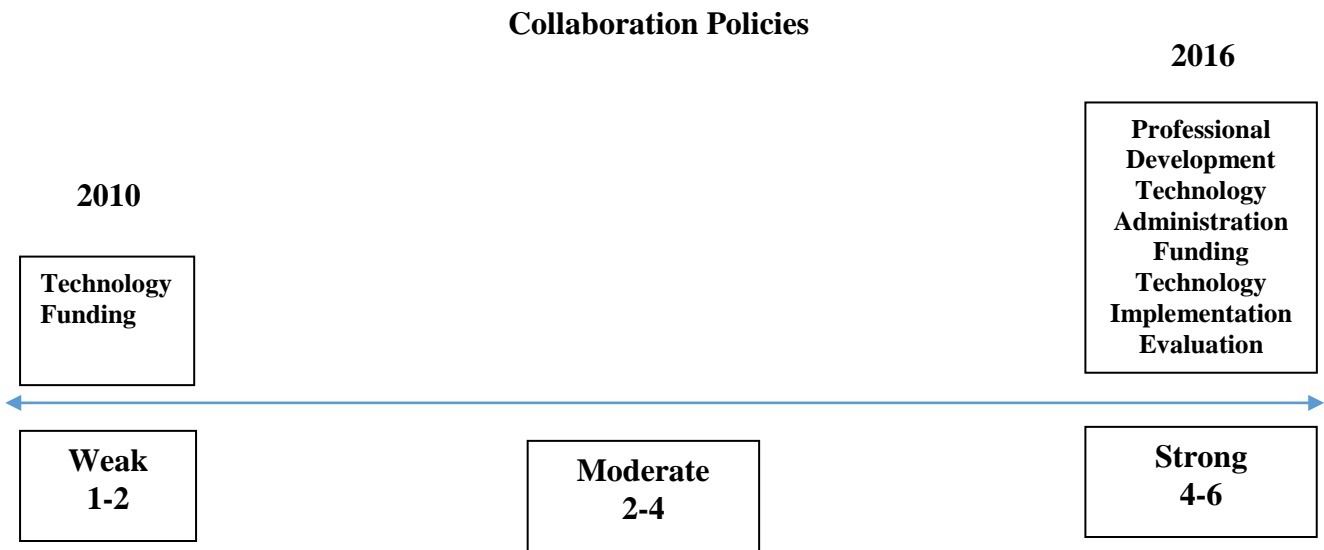 Collaboration Policies
2016
Professional
Development
Technology
Administration
Funding
Technology
Implementation
Evaluation
2010
Technology
Funding
Weak
1-2
Moderate
2-4
Strong
4-6